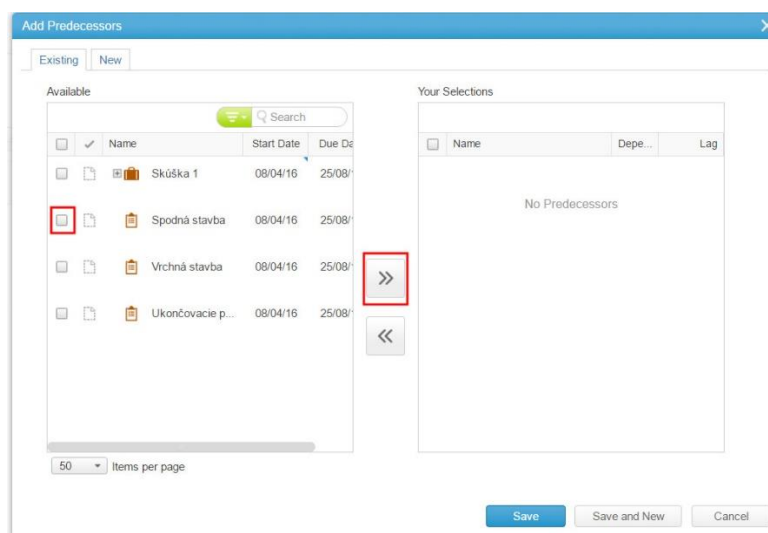 Add Predecessors
Existing New
Available
Your Selections
Search
Name Start Date Due Da
Name Depe... Lag
Skúška 1 08/04/16 25/08/
No Predecessors
Spodná stavba 08/04/16 25/08/
Vrchná stavba 08/04/16 25/08/
Ukončovacie p... 08/04/16 25/08/
50 Items per page
Save Save and New Cancel